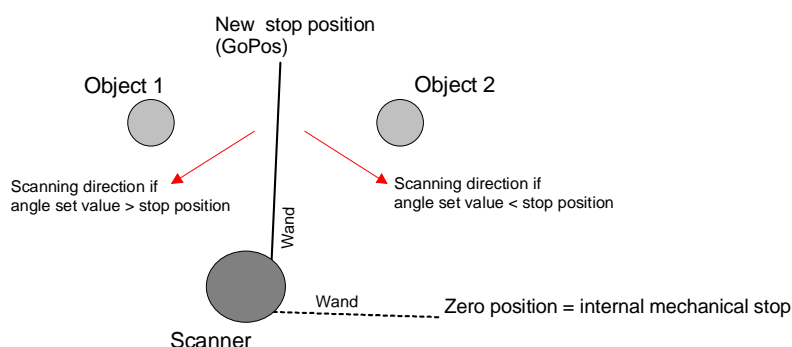 New stop position
(GoPos)
Object 1
Object 2
Scanning direction if
angle set value > stop position
Scanning direction if
angle set value < stop position
Wand
Wand
Zero position = internal mechanical stop
Scanner